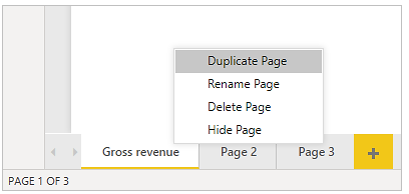 Duplicate Page
Rename Page
Delete Page
Hide Page
Gross revenue Page 2 Page 3 +
PAGE 1 OF 3